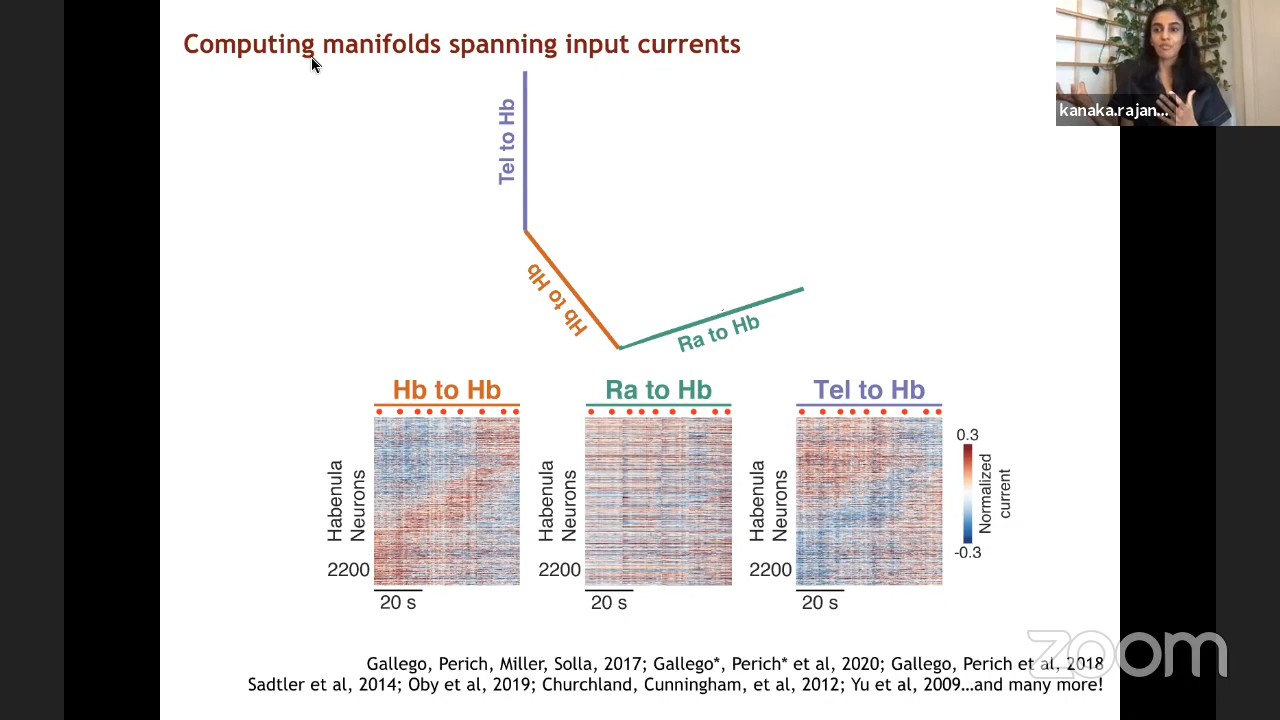 Computing manifolds spanning input currents
kanaka.rajan...
Tel to Hb
Hb to Hb
Ra to Hb
Hb to Hb
Ra to Hb
Tel to Hb
Habenula
Neurons
2200
20 s
Habenula
Neurons
2200
20 s
Habenula
Neurons
2200
20 s
0.3
Normalized
current
-0.3
Gallego, Perich, Miller, Solla, 2017; Gallego*, Perich* et al, 2020; Gallego, Perich et al, 2018
Sadtler et al, 2014; Oby et al, 2019; Churchland, Cunningham, et al, 2012; Yu et al, 2009...and many more!
zoom